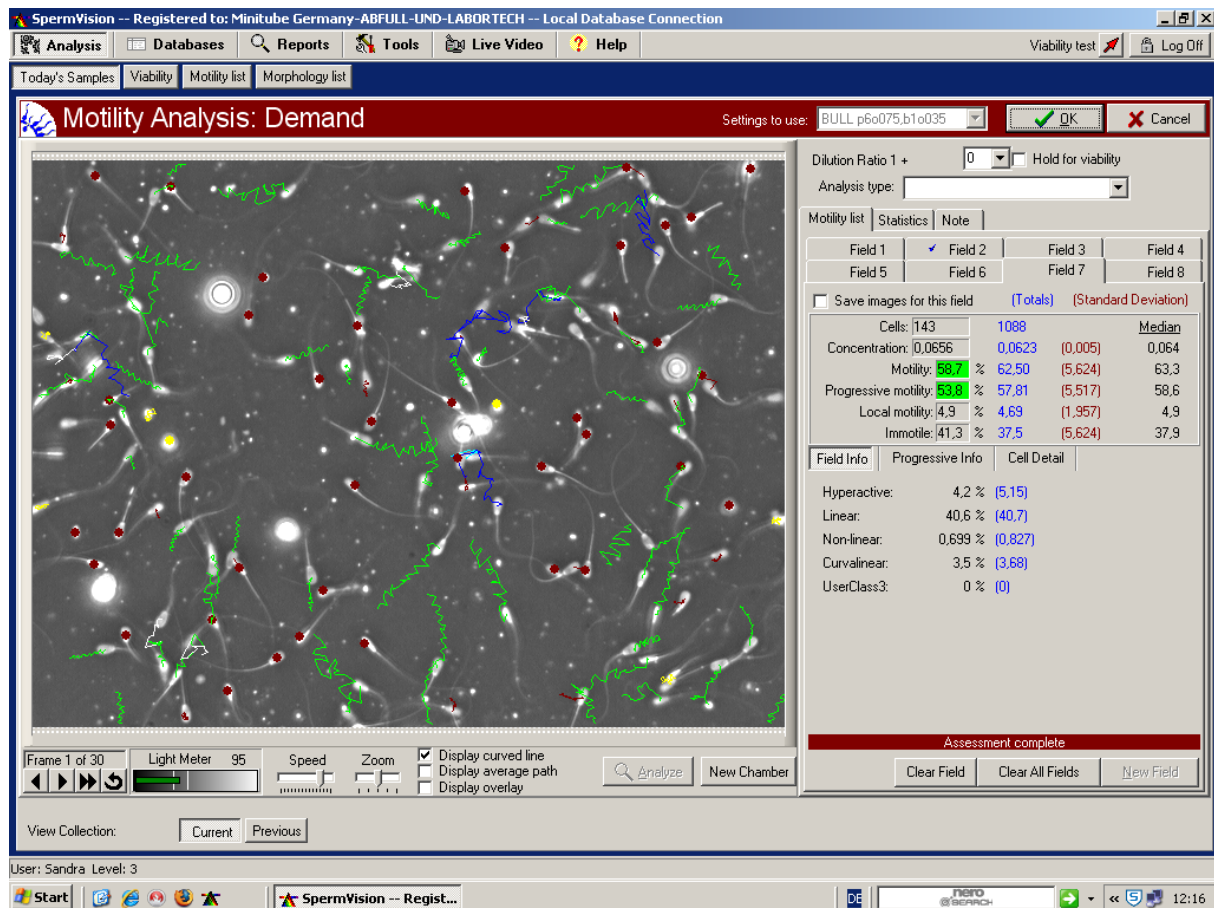 SpermVision -- Registered to: Minitube Germany-ABFULL-UND-LABORTECH -- Local Database Connection
Analysis Databases Reports Tools Live Video Help Viability test Log Off
Today's Samples Viability Motility list Morphology list
Motility Analysis: Demand Settings to use: BULL p6o075,b1o035 OK Cancel
Dilution Ratio 1 + 0 Hold for viability
Analysis type:
Motility list Statistics Note
Field 1 Field 2 Field 3 Field 4
Field 5 Field 6 Field 7 Field 8
Save images for this field (Totals) (Standard Deviation)
Cells: 143 1088 Median
Concentration: 0,0656 0,0623 (0,005) 0,064
Motility: 58,7 % 62,50 (5,624) 63,3
Progressive motility: 53,8 % 57,81 (5,517) 58,6
Local motility: 4,9 % 4,69 (1,957) 4,9
Immotile: 41,3 % 37,5 (5,624) 37,9
Field Info Progressive Info Cell Detail
Hyperactive: 4,2 % (5,15)
Linear: 40,6 % (40,7)
Non-linear: 0,699 % (0,827)
Curvalinear: 3,5 % (3,68)
UserClass3: 0 % (0)
Assessment complete
Clear Field Clear All Fields New Field
Frame 1 of 30 Light Meter 95 Speed Zoom
Display curved line
Display average path
Display overlay
Analyze New Chamber
View Collection: Current Previous
User: Sandra Level: 3
Start SpermVision -- Regist... DE nero SEARCH 12:16